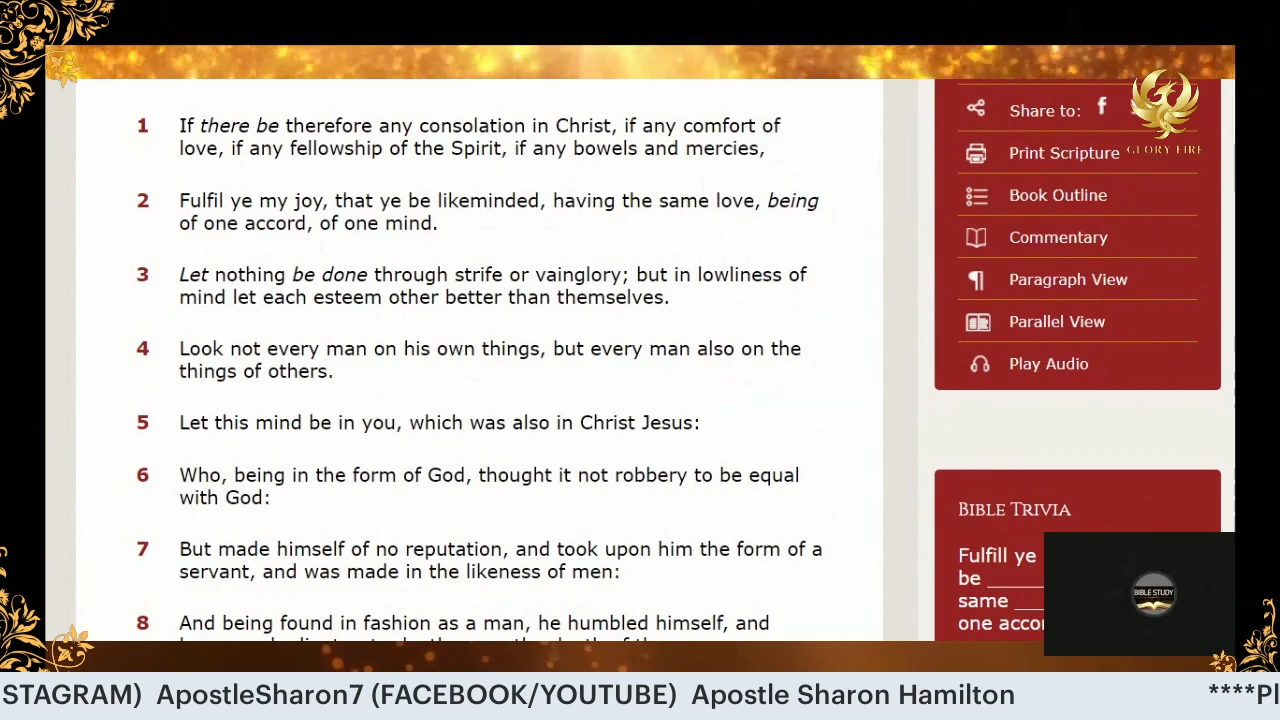 1 If there be therefore any consolation in Christ, if any comfort of
love, if any fellowship of the Spirit, if any bowels and mercies,
2 Fulfil ye my joy, that ye be likeminded, having the same love, being
of one accord, of one mind.
3 Let nothing be done through strife or vainglory; but in lowliness of
mind let each esteem other better than themselves.
4 Look not every man on his own things, but every man also on the
things of others.
5 Let this mind be in you, which was also in Christ Jesus:
6 Who, being in the form of God, thought it not robbery to be equal
with God:
7 But made himself of no reputation, and took upon him the form of a
servant, and was made in the likeness of men:
8 And being found in fashion as a man, he humbled himself, and
Share to:
Print Scripture
Book Outline
Commentary
Paragraph View
Parallel View
Play Audio
GLORY FIRE
BIBLE TRIVIA
Fulfill ye
be
same
one accor
BIBLE STUDY
STAGRAM) ApostleSharon7 (FACEBOOK/YOUTUBE) Apostle Sharon Hamilton ****Pl